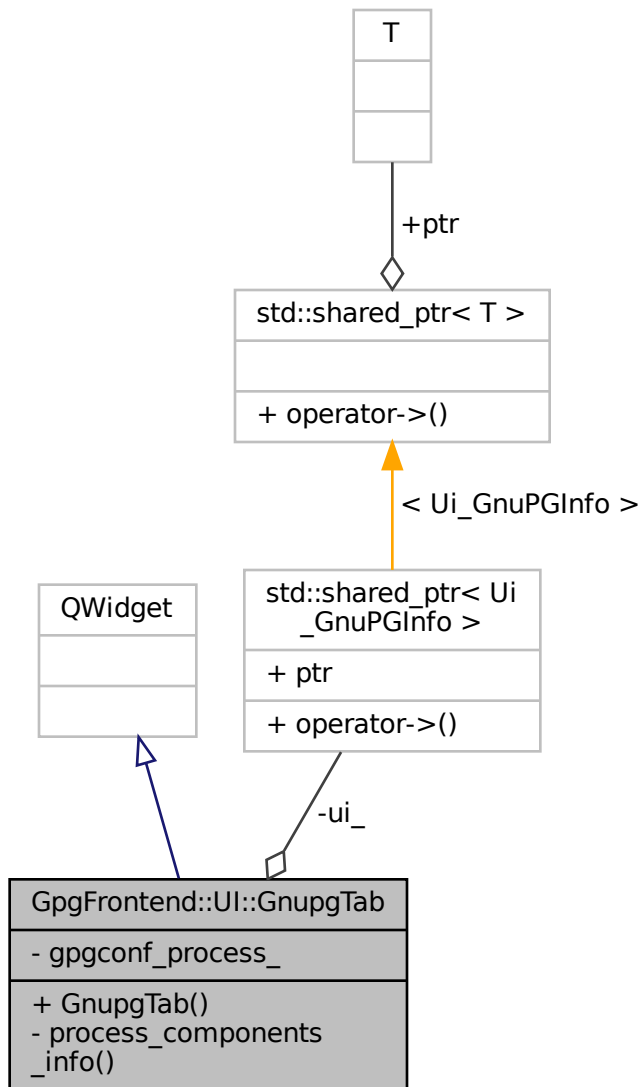 T
+ptr
std::shared_ptr< T >
+ operator->()
< Ui_GnuPGInfo >
QWidget
std::shared_ptr< Ui
_GnuPGInfo >
+ ptr
+ operator->()
-ui_
GpgFrontend::UI::GnupgTab
- gpgconf_process_
+ GnupgTab()
- process_components
_info()